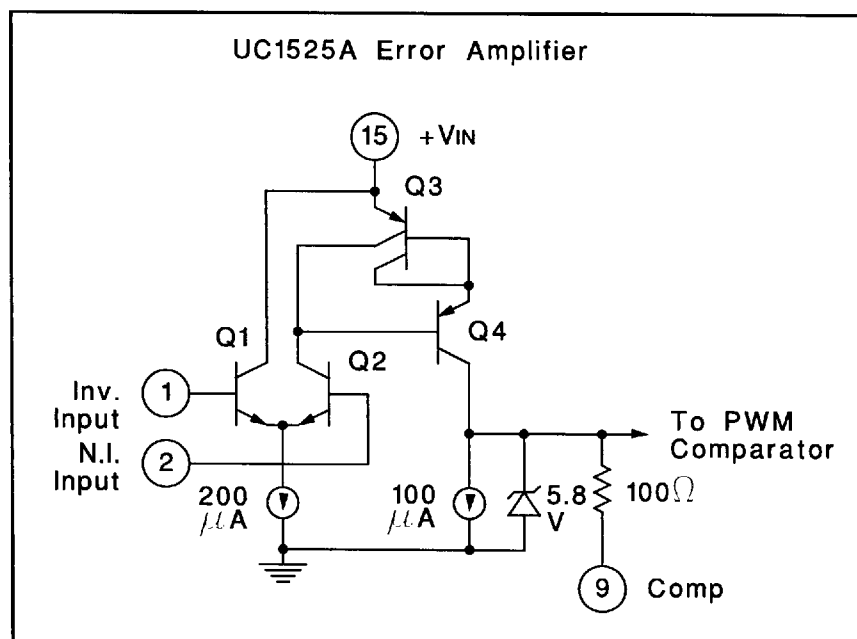 UC1525A Error Amplifier
15 +VIN
Q3
Q4
Q1
Q2
Inv.
Input
1
N.I.
Input
2
To PWM
Comparator
200
μA
100
μA
5.8
V
100Ω
9 Comp